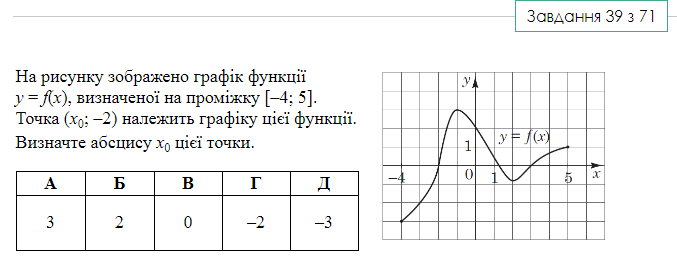 Завдання 39 з 71
На рисунку зображено графік функції
y = f(x), визначеної на проміжку [–4; 5].
Точка (x₀; –2) належить графіку цієї функції.
Визначте абсцису x₀ цієї точки.
А Б В Г Д
3 2 0 –2 –3
y
1 y = f(x)
–4 0 1 5 x